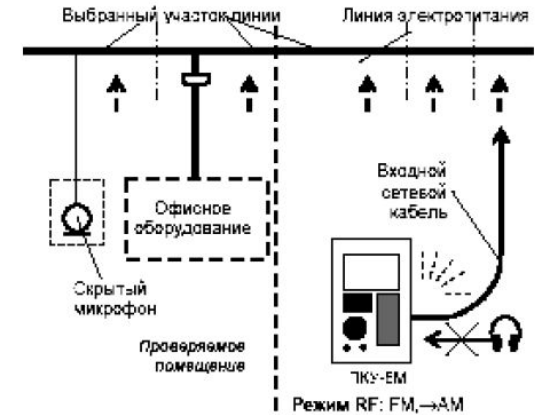 Выбранный участок линии
Линия электропитания
Входной
сетевой
кабель
Офисное
оборудование
Скрытый
микрофон
Проверяемое
помещение
ПКУ-ЕМ
Режим RF: FM,→AM